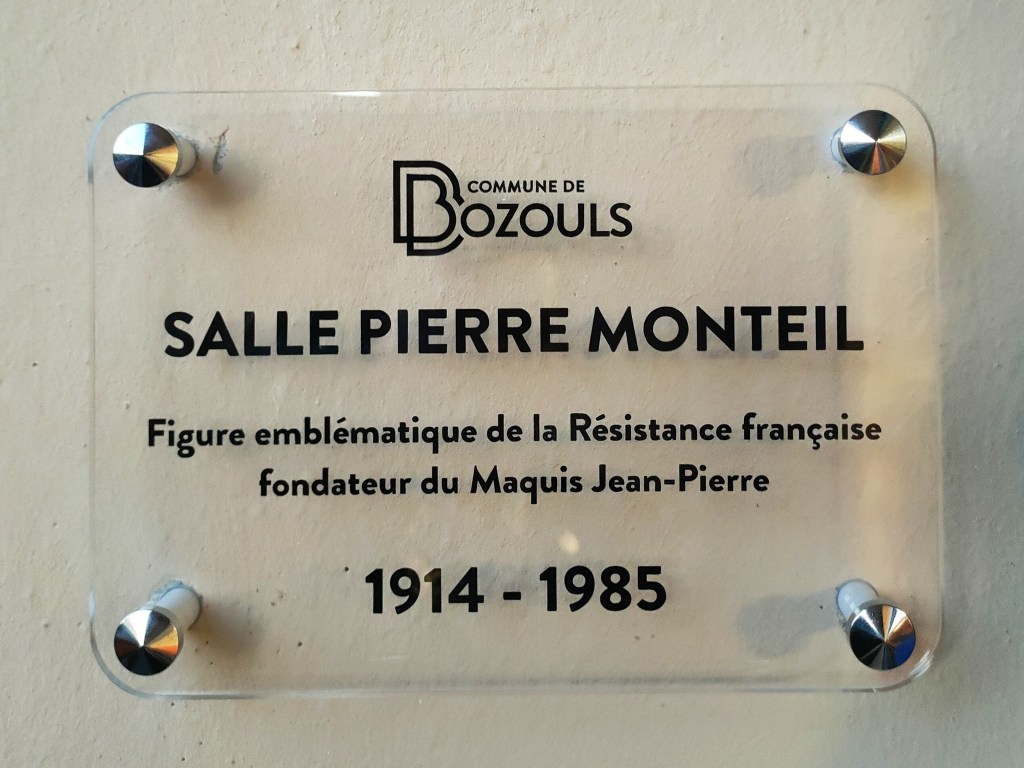 COMMUNE DE
BOZOULS
SALLE PIERRE MONTEIL
Figure emblématique de la Résistance française
fondateur du Maquis Jean-Pierre
1914 - 1985